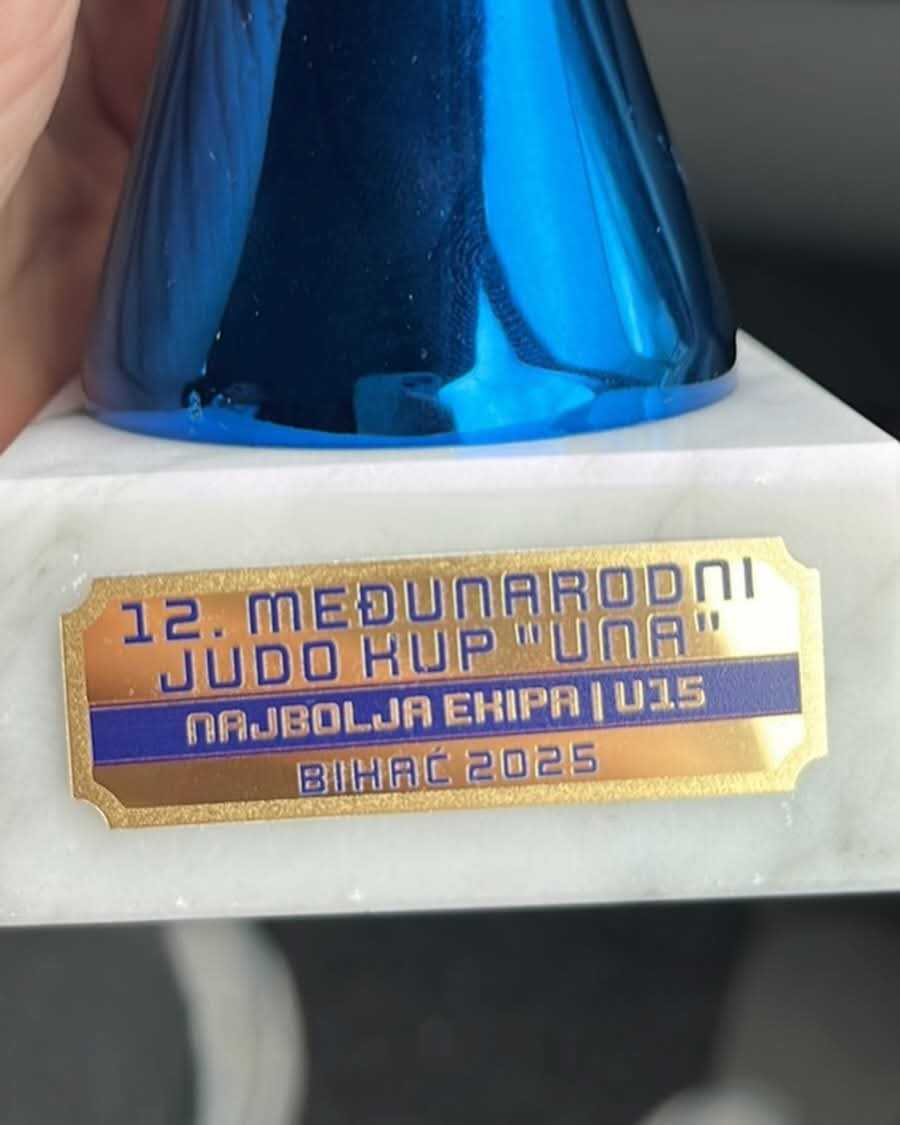 12. MEĐUNARODNI
JUDO KUP "UNA"
NAJBOLJA EKIPA | U15
BIHAĆ 2025